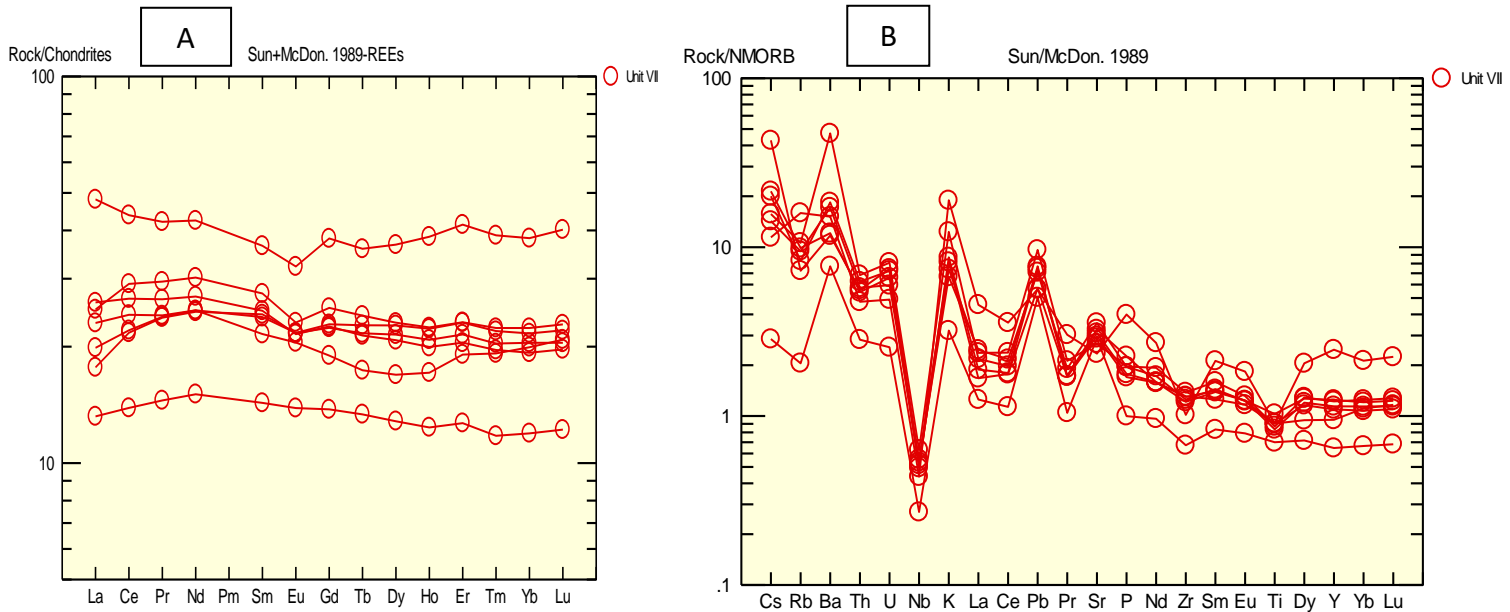 A
Rock/Chondrites
Sun+McDon. 1989-REEs
Unit VII
100
10
La Ce Pr Nd Pm Sm Eu Gd Tb Dy Ho Er Tm Yb Lu
B
Rock/NMORB
Sun/McDon. 1989
Unit VII
100
10
1
.1
Cs Rb Ba Th U Nb K La Ce Pb Pr Sr P Nd Zr Sm Eu Ti Dy Y Yb Lu